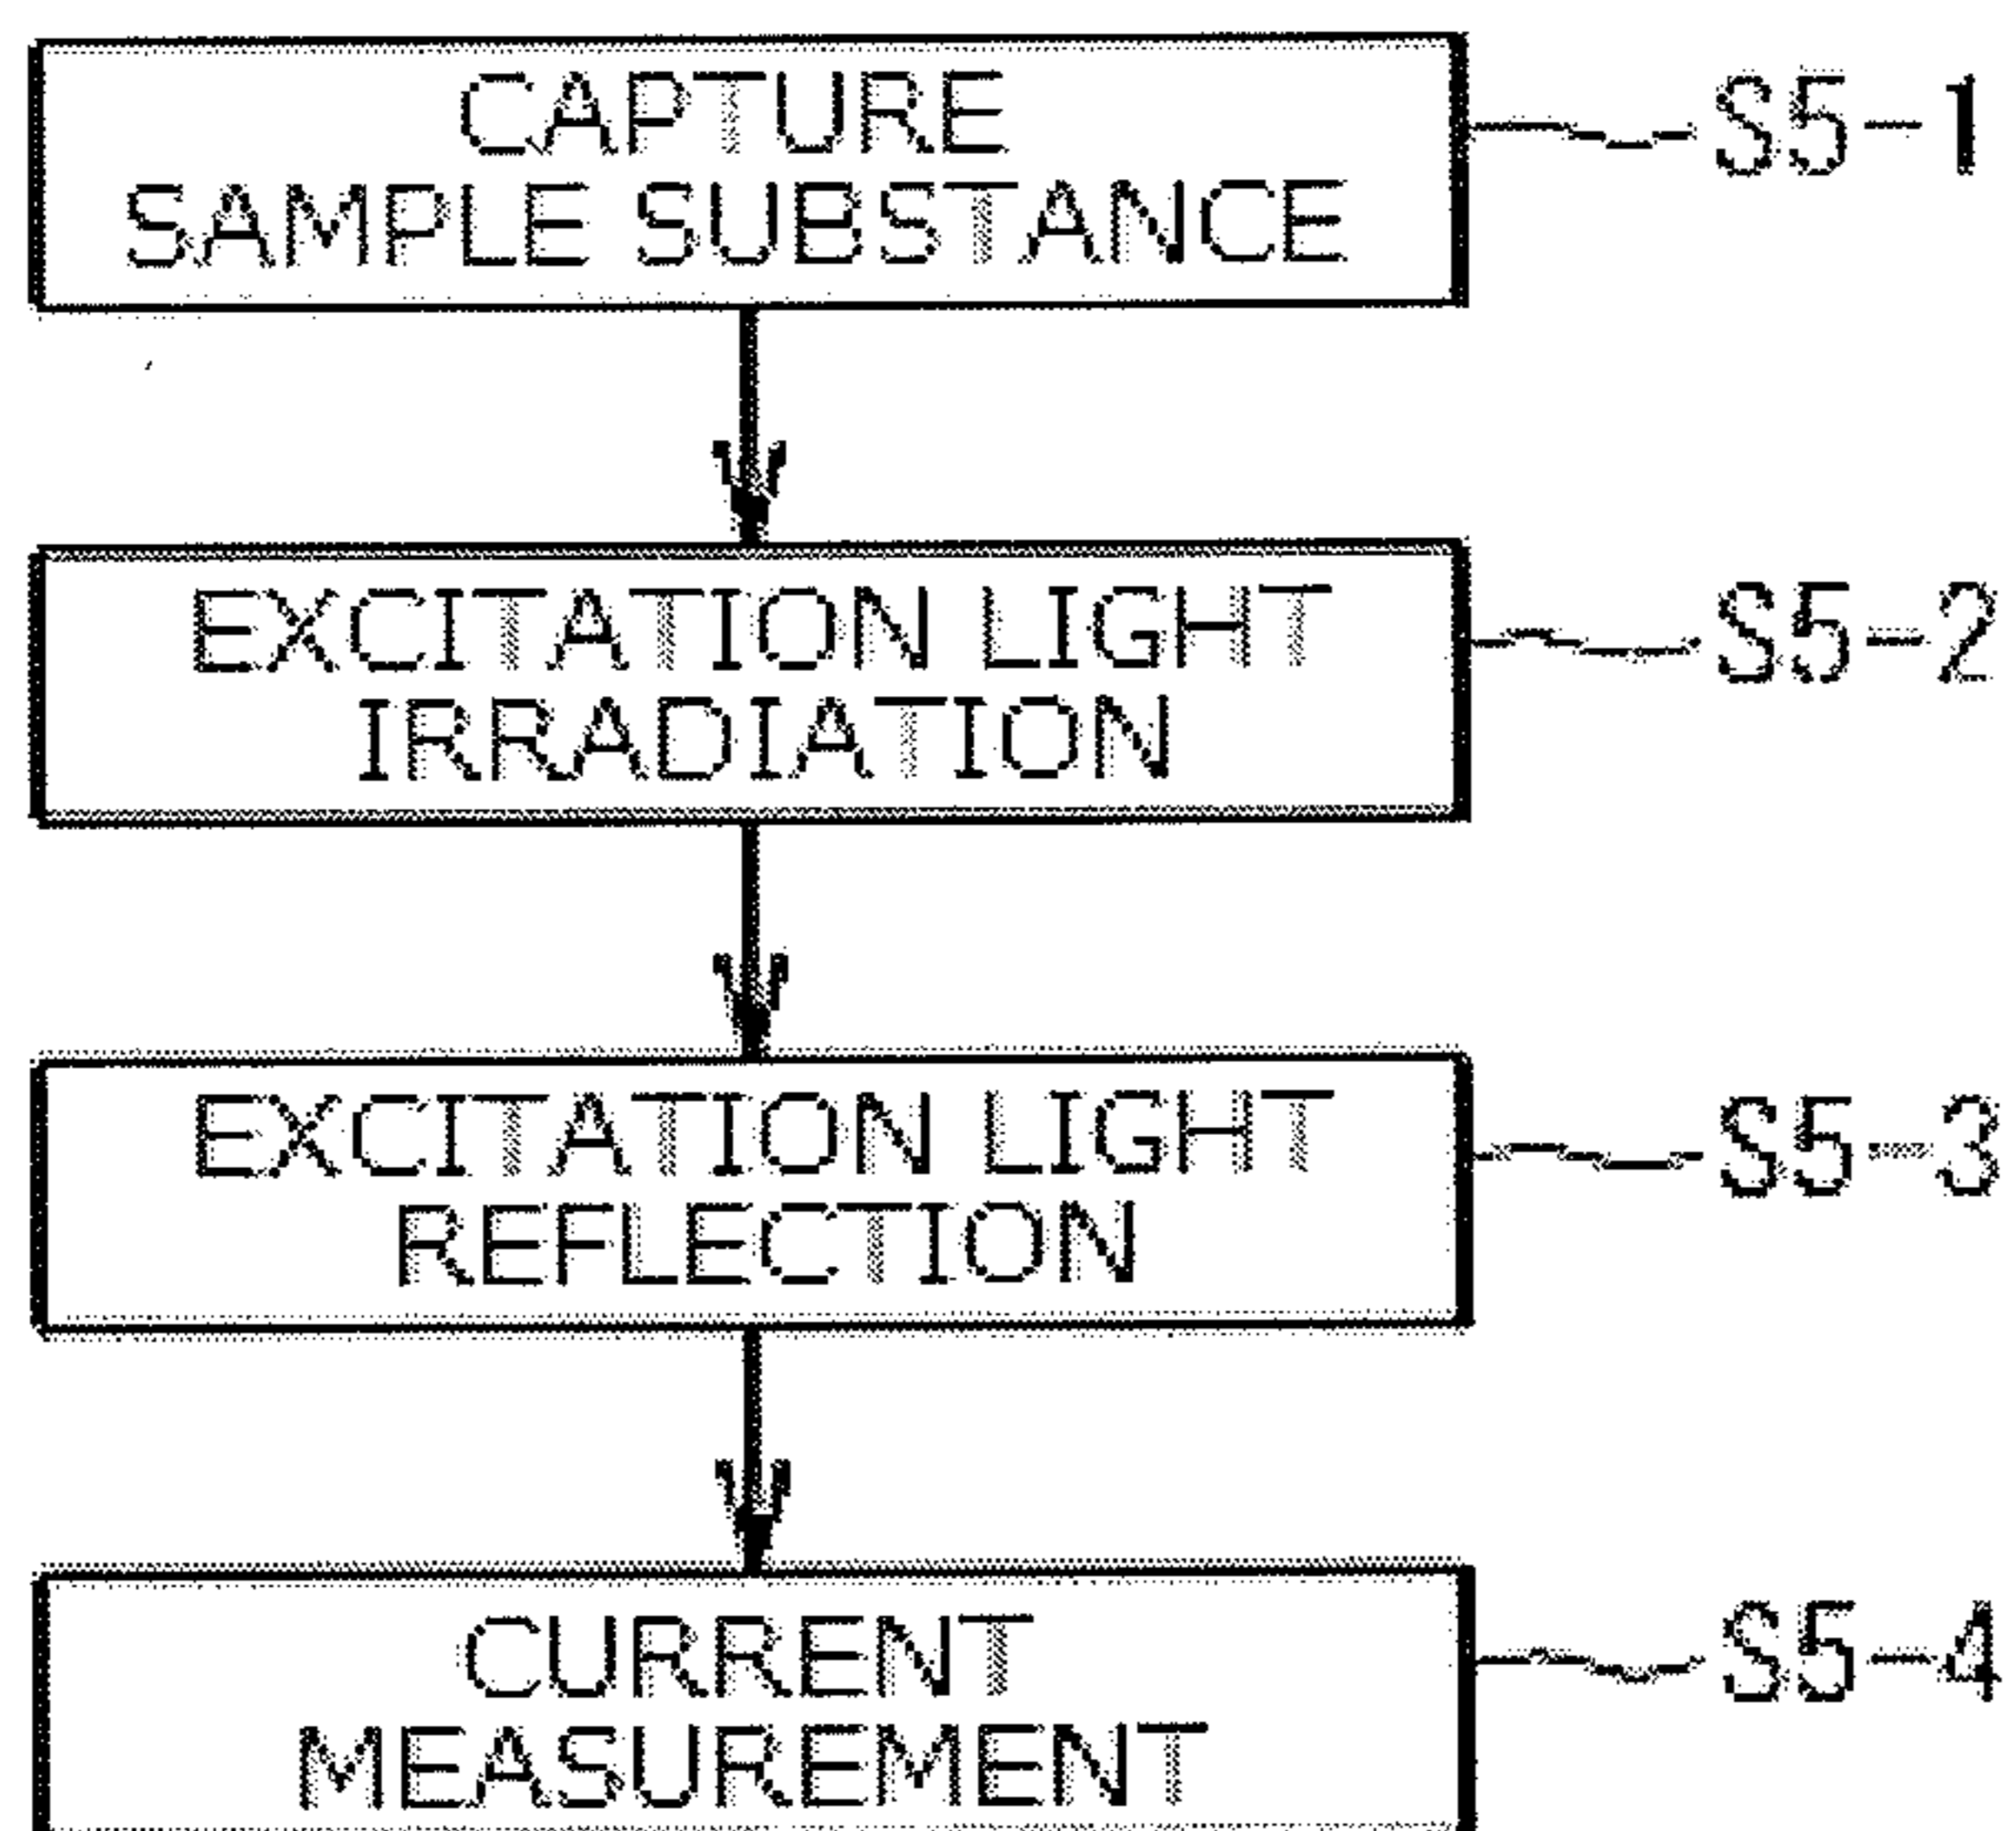 CAPTURE
SAMPLE SUBSTANCE
S5-1
EXCITATION LIGHT
IRRADIATION
S5-2
EXCITATION LIGHT
REFLECTION
S5-3
CURRENT
MEASUREMENT
S5-4